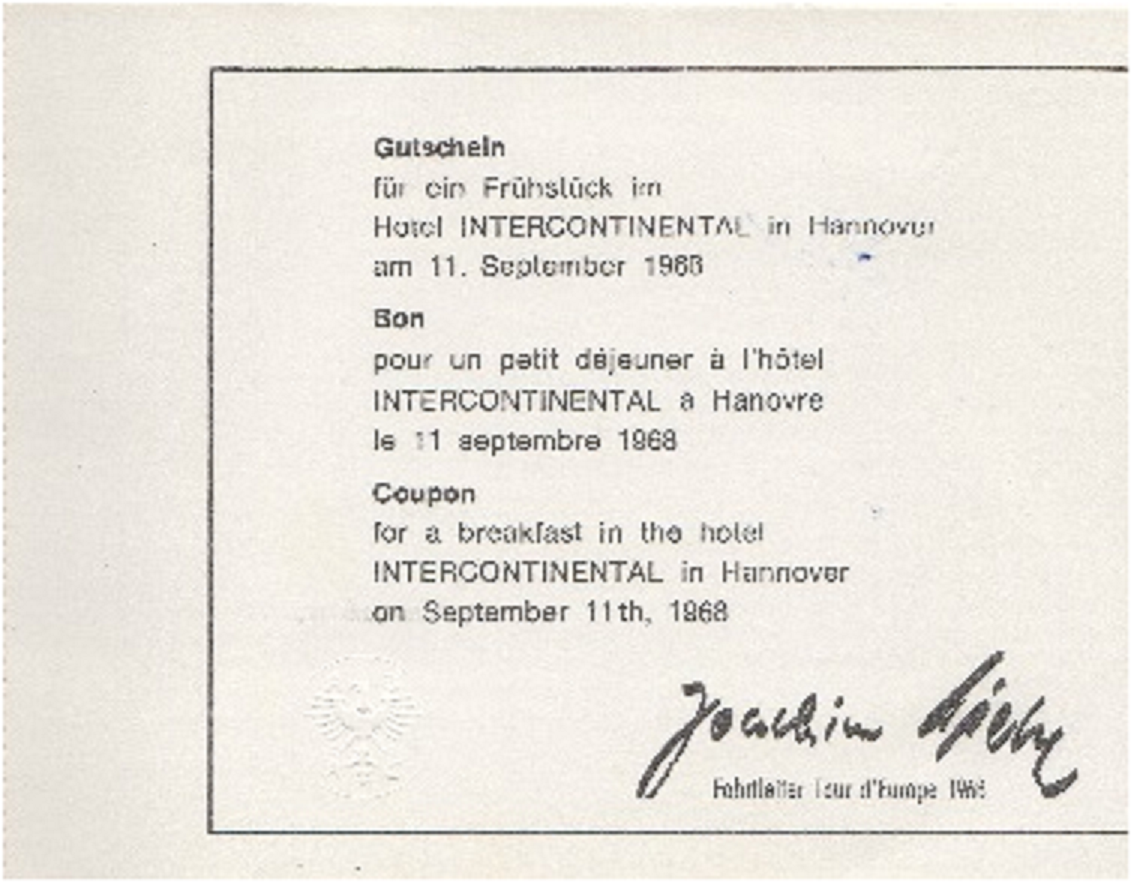 Gutschein
für ein Frühstück im
Hotel INTERCONTINENTAL in Hannover
am 11. September 1968
Bon
pour un petit déjeuner à l'hôtel
INTERCONTINENTAL a Hanovre
le 11 septembre 1968
Coupon
for a breakfast in the hotel
INTERCONTINENTAL in Hannover
on September 11th, 1968
Joachim
Fahrtleiter Tour d'Europe 1968